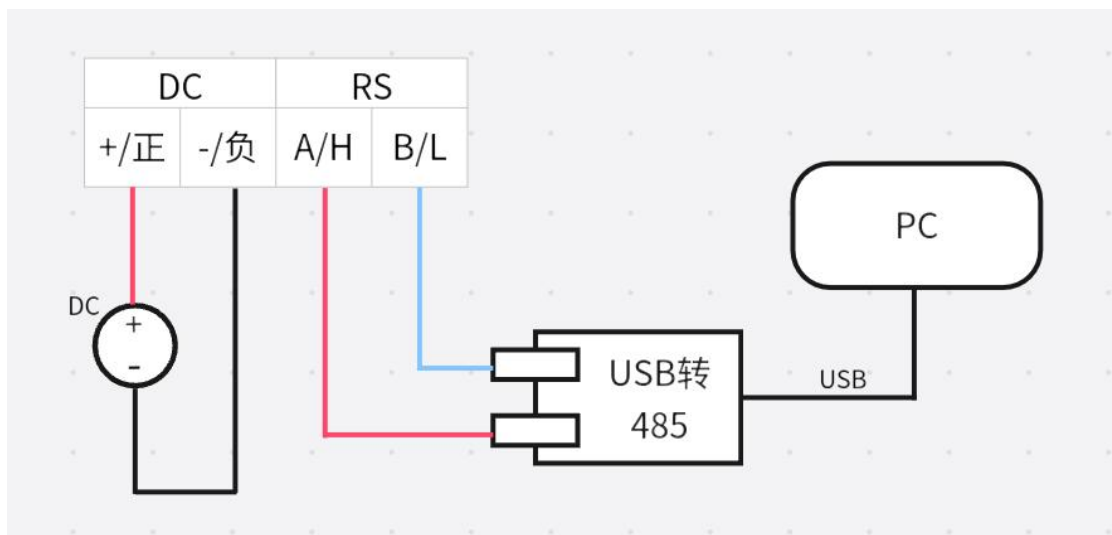 DC RS
+/正 -/负 A/H B/L
PC
DC
+
-
USB转
485
USB